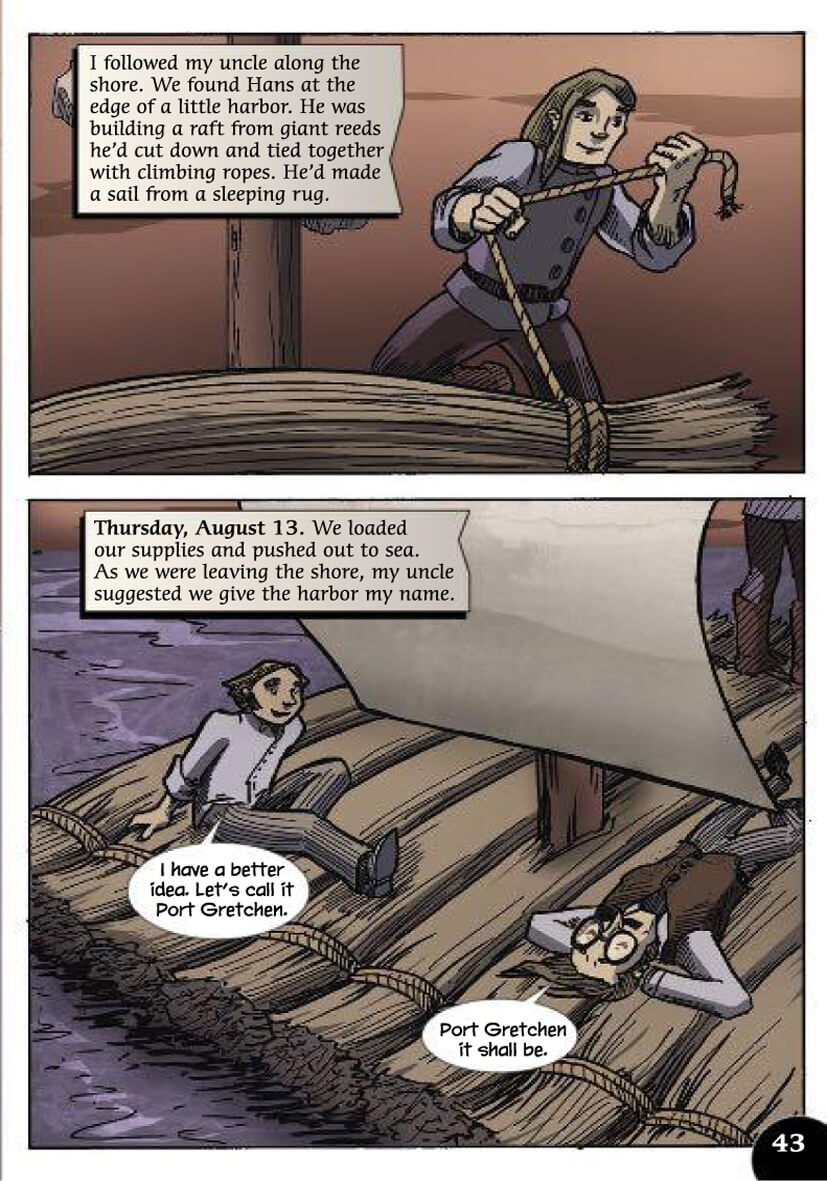 I followed my uncle along the
shore. We found Hans at the
edge of a little harbor. He was
building a raft from giant reeds
he'd cut down and tied together
with climbing ropes. He'd made
a sail from a sleeping rug.
Thursday, August 13. We loaded
our supplies and pushed out to sea.
As we were leaving the shore, my uncle
suggested we give the harbor my name.
I have a better
idea. Let's call it
Port Gretchen.
Port Gretchen
it shall be.
43